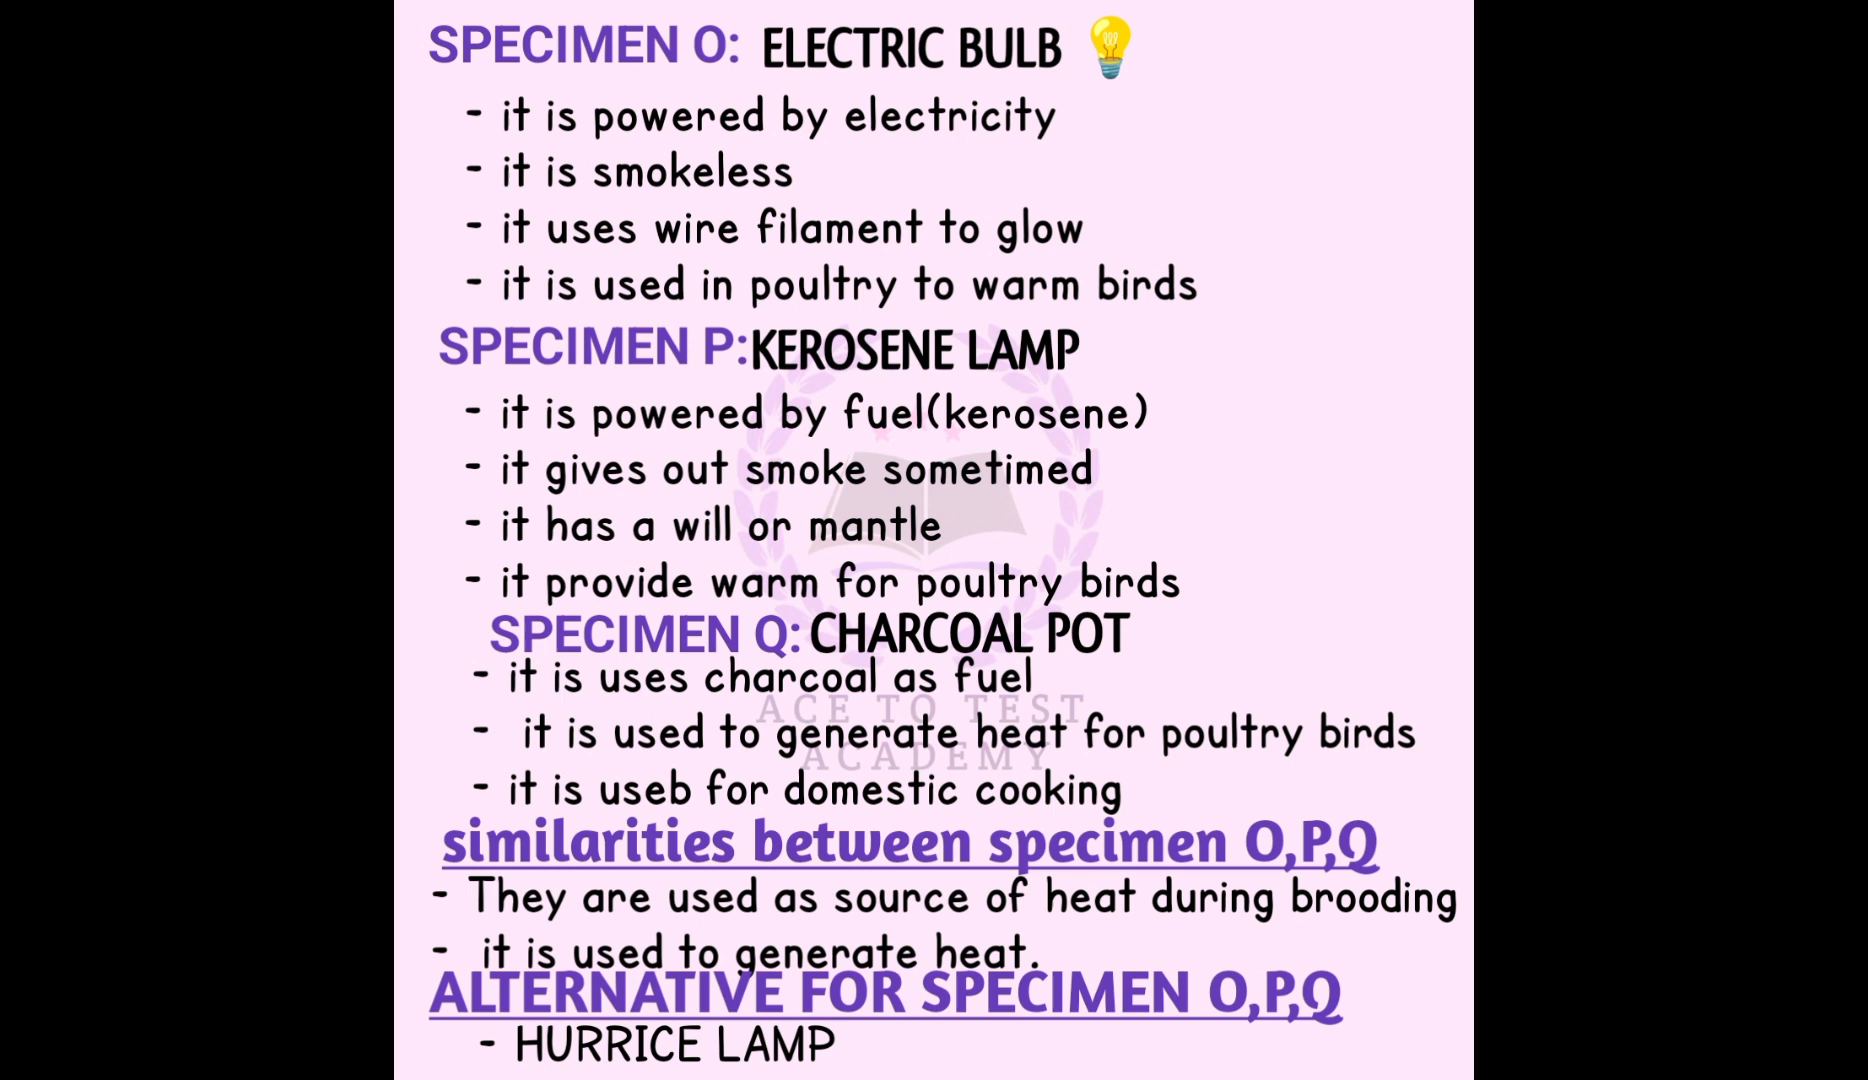 SPECIMEN O: ELECTRIC BULB
- it is powered by electricity
- it is smokeless
- it uses wire filament to glow
- it is used in poultry to warm birds
SPECIMEN P: KEROSENE LAMP
- it is powered by fuel(kerosene)
- it gives out smoke sometimed
- it has a will or mantle
- it provide warm for poultry birds
SPECIMEN Q: CHARCOAL POT
- it is uses charcoal as fuel
ACE TO TEST
- it is used to generate heat for poultry birds
ACADEMY
- it is useb for domestic cooking
similarities between specimen O,P,Q
- They are used as source of heat during brooding
- it is used to generate heat.
ALTERNATIVE FOR SPECIMEN O,P,Q
- HURRICE LAMP